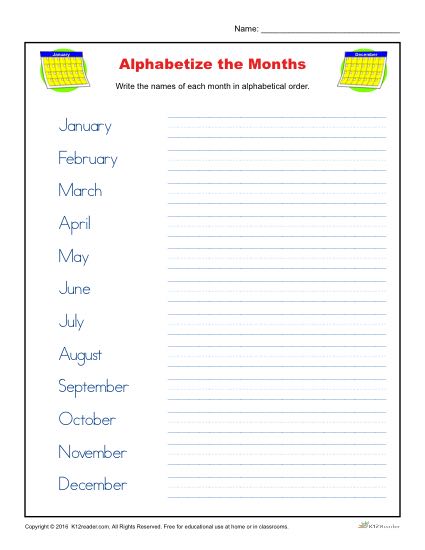 Name: ________________________________
January
December
Alphabetize the Months
Write the names of each month in alphabetical order.
January
February
March
April
May
June
July
August
September
October
November
December
Copyright © 2016 K12reader.com. All Rights Reserved. Free for educational use at home or in classrooms.
K12Reader